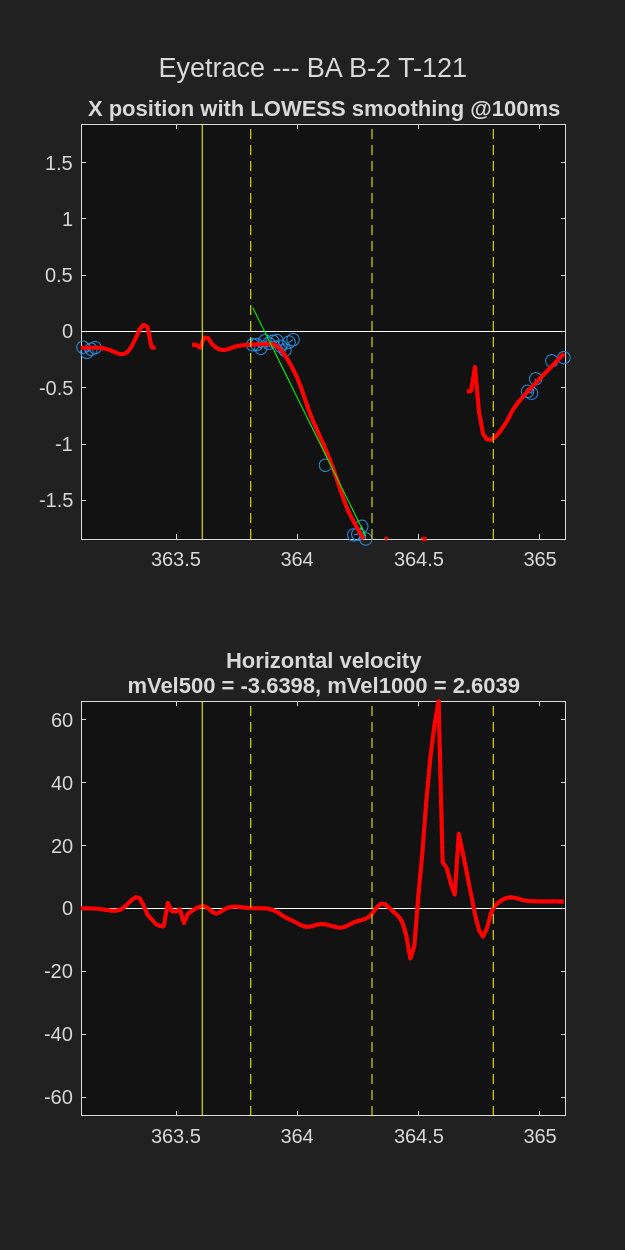 Eyetrace --- BA B-2 T-121
X position with LOWESS smoothing @100ms
1.5
1
0.5
0
-0.5
-1
-1.5
363.5 364 364.5 365
Horizontal velocity
mVel500 = -3.6398, mVel1000 = 2.6039
60
40
20
0
-20
-40
-60
363.5 364 364.5 365